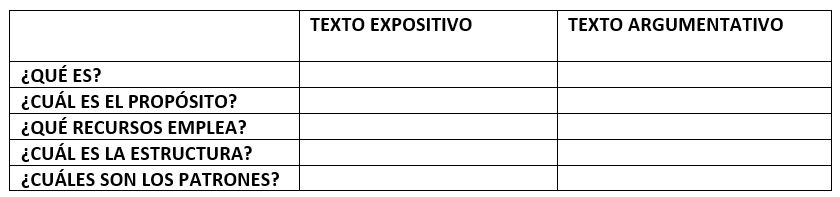 TEXTO EXPOSITIVO TEXTO ARGUMENTATIVO
¿QUÉ ES?
¿CUÁL ES EL PROPÓSITO?
¿QUÉ RECURSOS EMPLEA?
¿CUÁL ES LA ESTRUCTURA?
¿CUÁLES SON LOS PATRONES?